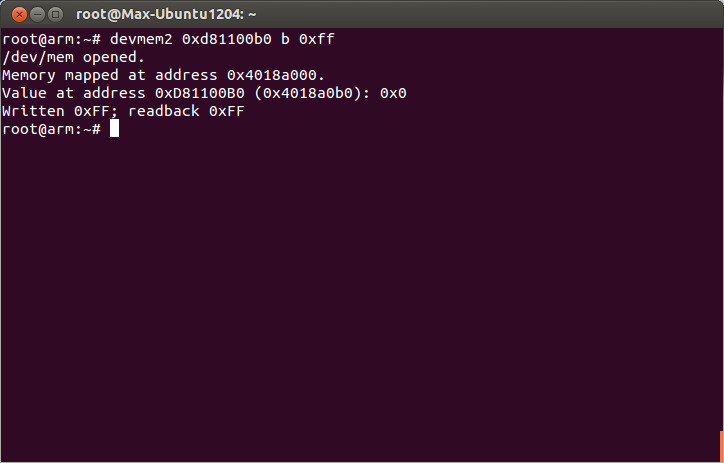 root@Max-Ubuntu1204: ~
root@arm:~# devmem2 0xd81100b0 b 0xff
/dev/mem opened.
Memory mapped at address 0x4018a000.
Value at address 0xD81100B0 (0x4018a0b0): 0x0
Written 0xFF; readback 0xFF
root@arm:~#